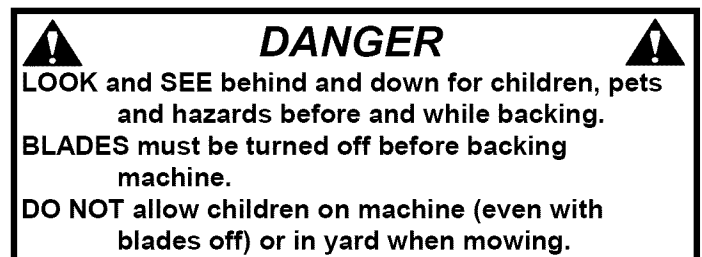 DANGER
LOOK and SEE behind and down for children, pets
and hazards before and while backing.
BLADES must be turned off before backing
machine.
DO NOT allow children on machine (even with
blades off) or in yard when mowing.